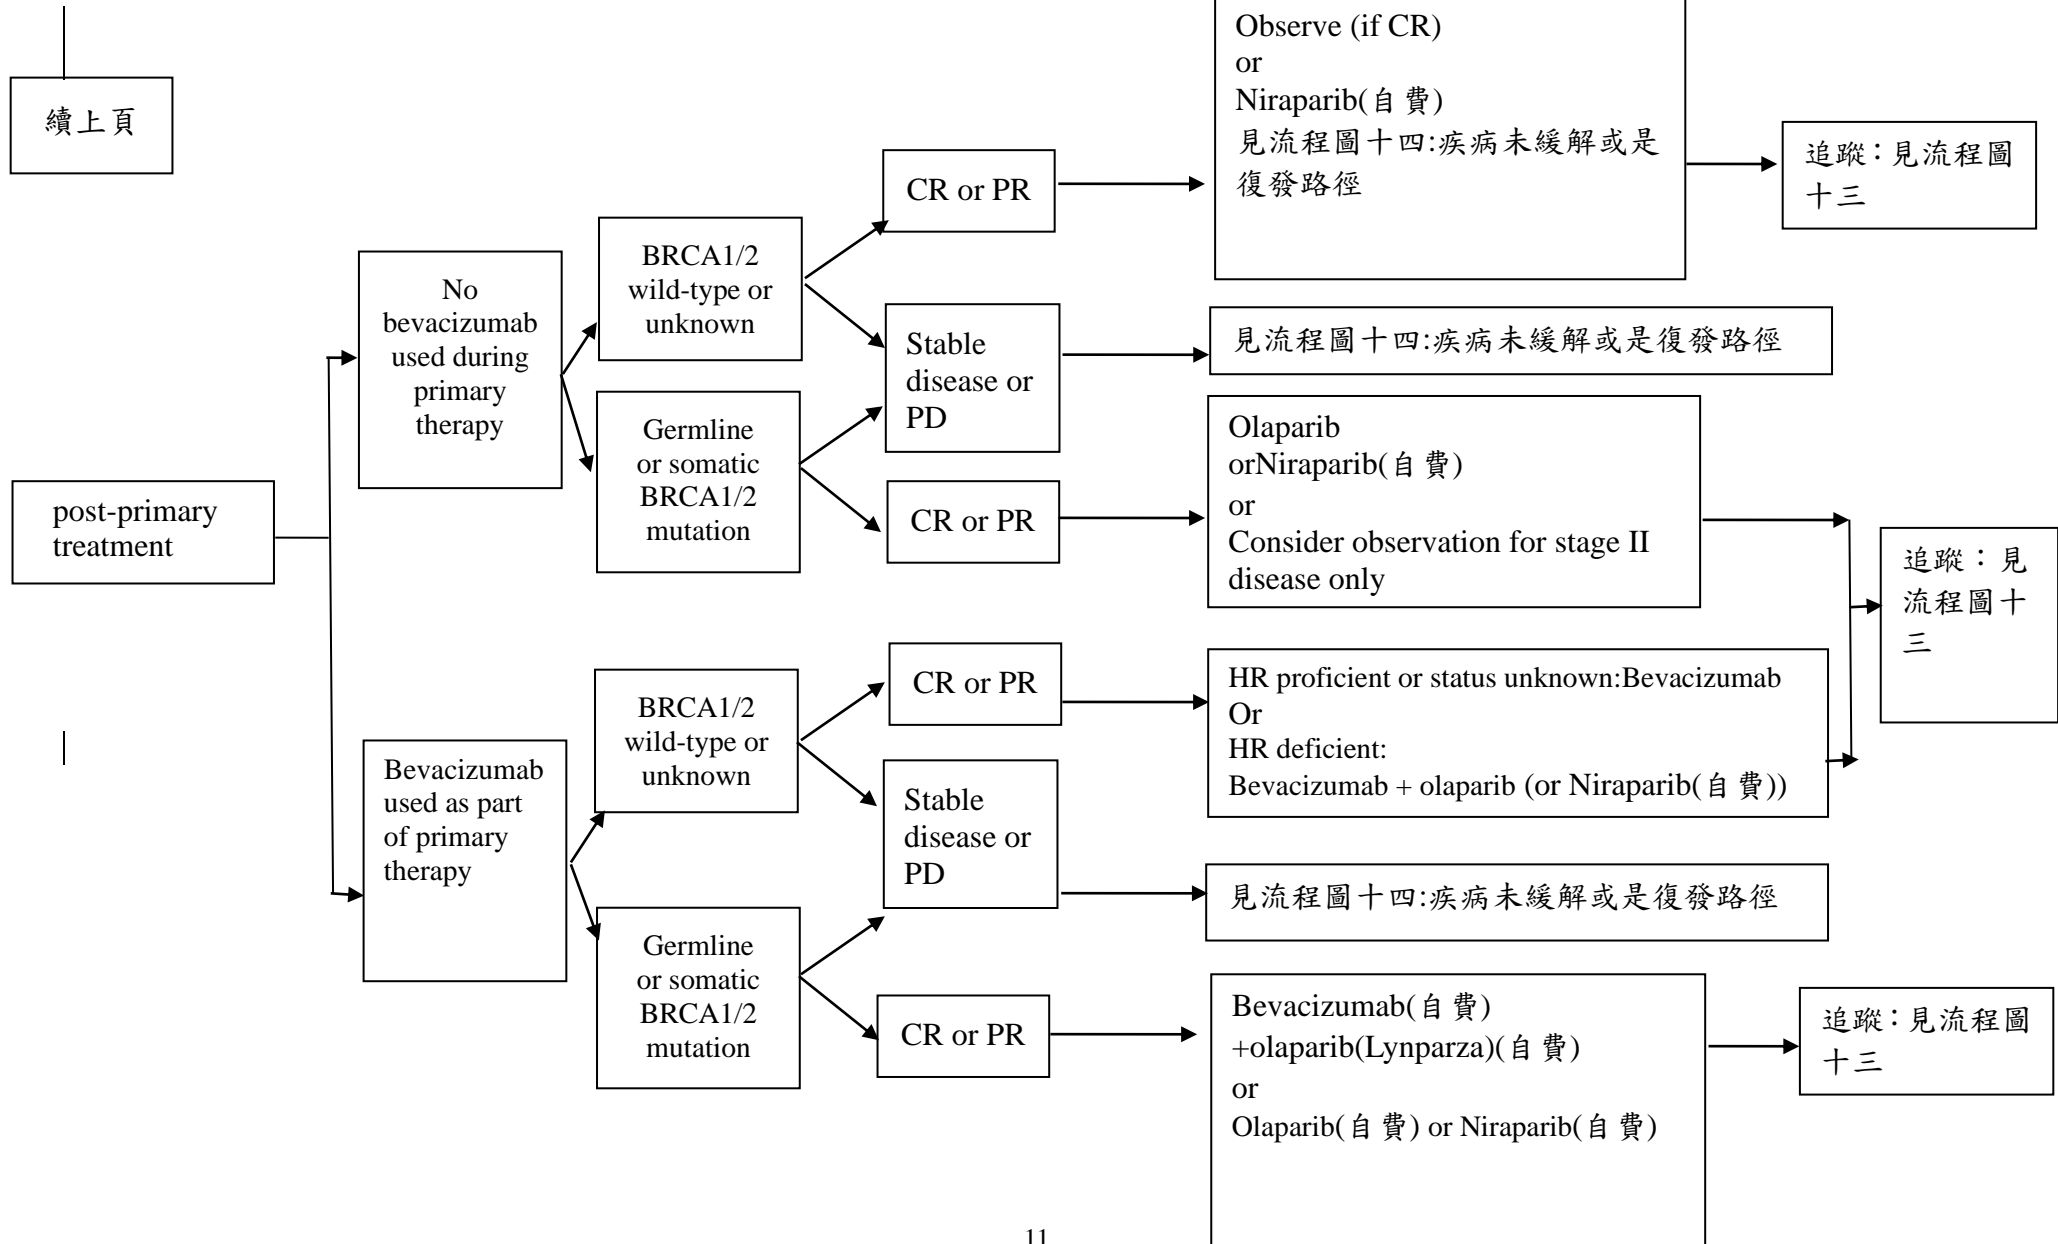 續上頁
post-primary
treatment
No
bevacizumab
used during
primary
therapy
BRCA1/2
wild-type or
unknown
CR or PR
Observe (if CR)
or
Niraparib(自費)
見流程圖十四:疾病未緩解或是
復發路徑
追蹤：見流程圖
十三
Stable
disease or
PD
見流程圖十四:疾病未緩解或是復發路徑
Germline
or somatic
BRCA1/2
mutation
CR or PR
Olaparib
orNiraparib(自費)
or
Consider observation for stage II
disease only
追蹤：見
流程圖十
三
Bevacizumab
used as part
of primary
therapy
BRCA1/2
wild-type or
unknown
CR or PR
HR proficient or status unknown:Bevacizumab
Or
HR deficient:
Bevacizumab + olaparib (or Niraparib(自費))
Stable
disease or
PD
見流程圖十四:疾病未緩解或是復發路徑
Germline
or somatic
BRCA1/2
mutation
CR or PR
Bevacizumab(自費)
+olaparib(Lynparza)(自費)
or
Olaparib(自費) or Niraparib(自費)
追蹤：見流程圖
十三
11